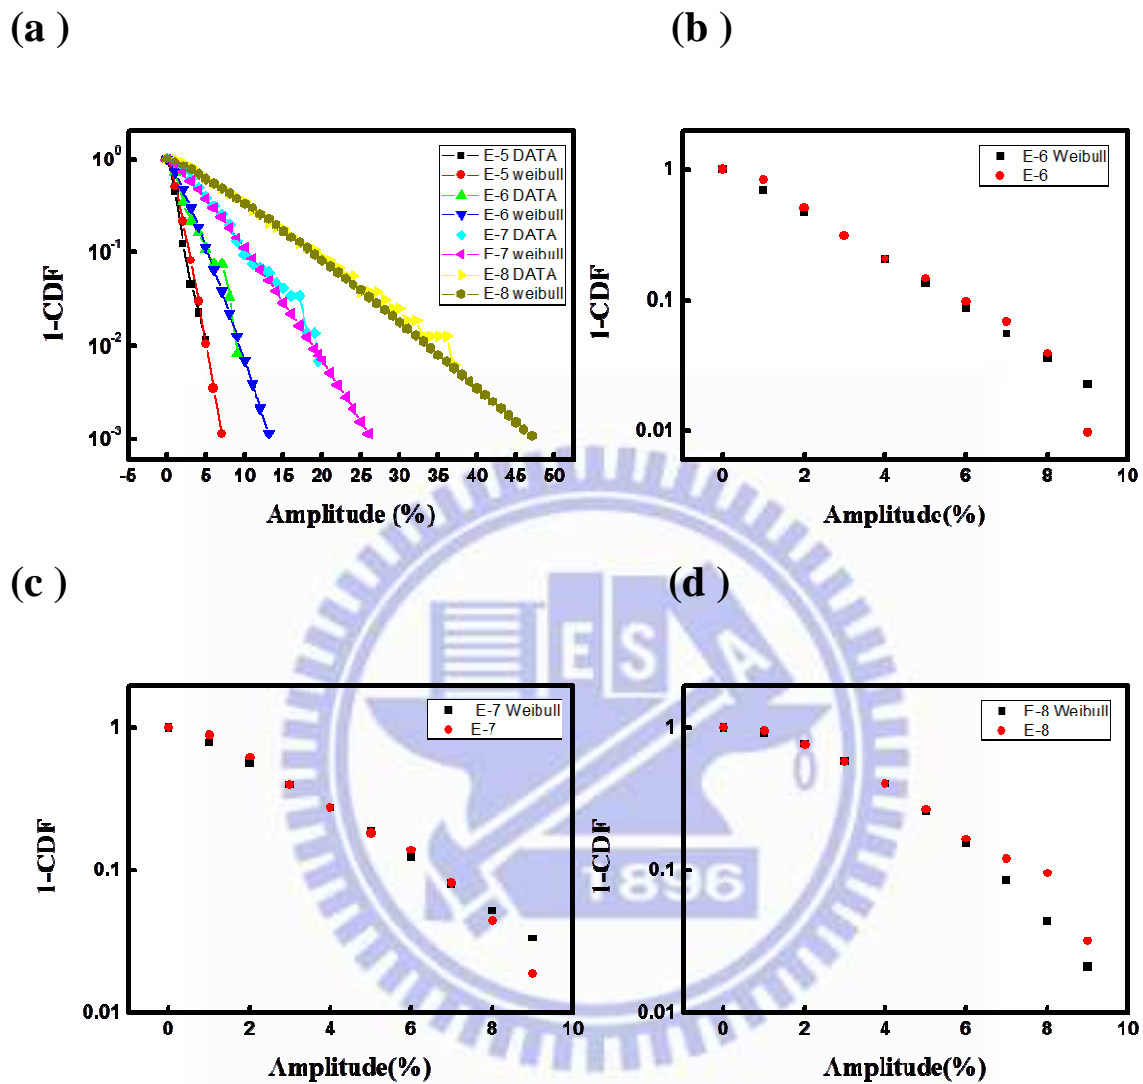 (a )
(b )
10^0
10^-1
10^-2
10^-3
1-CDF
E-5 DATA
E-5 weibull
E-6 DATA
E-6 weibull
E-7 DATA
E-7 weibull
E-8 DATA
E-8 weibull
-5 0 5 10 15 20 25 30 35 40 45 50
Amplitude (%)
1
0.1
0.01
1-CDF
E-6 Weibull
E-6
0 2 4 6 8 10
Amplitude(%)
(c )
(d )
1
0.1
0.01
1-CDF
E-7 Weibull
E-7
0 2 4 6 8 10
Amplitude(%)
1
0.1
0.01
1-CDF
E-8 Weibull
E-8
0 2 4 6 8 10
Amplitude(%)
E S A
1896